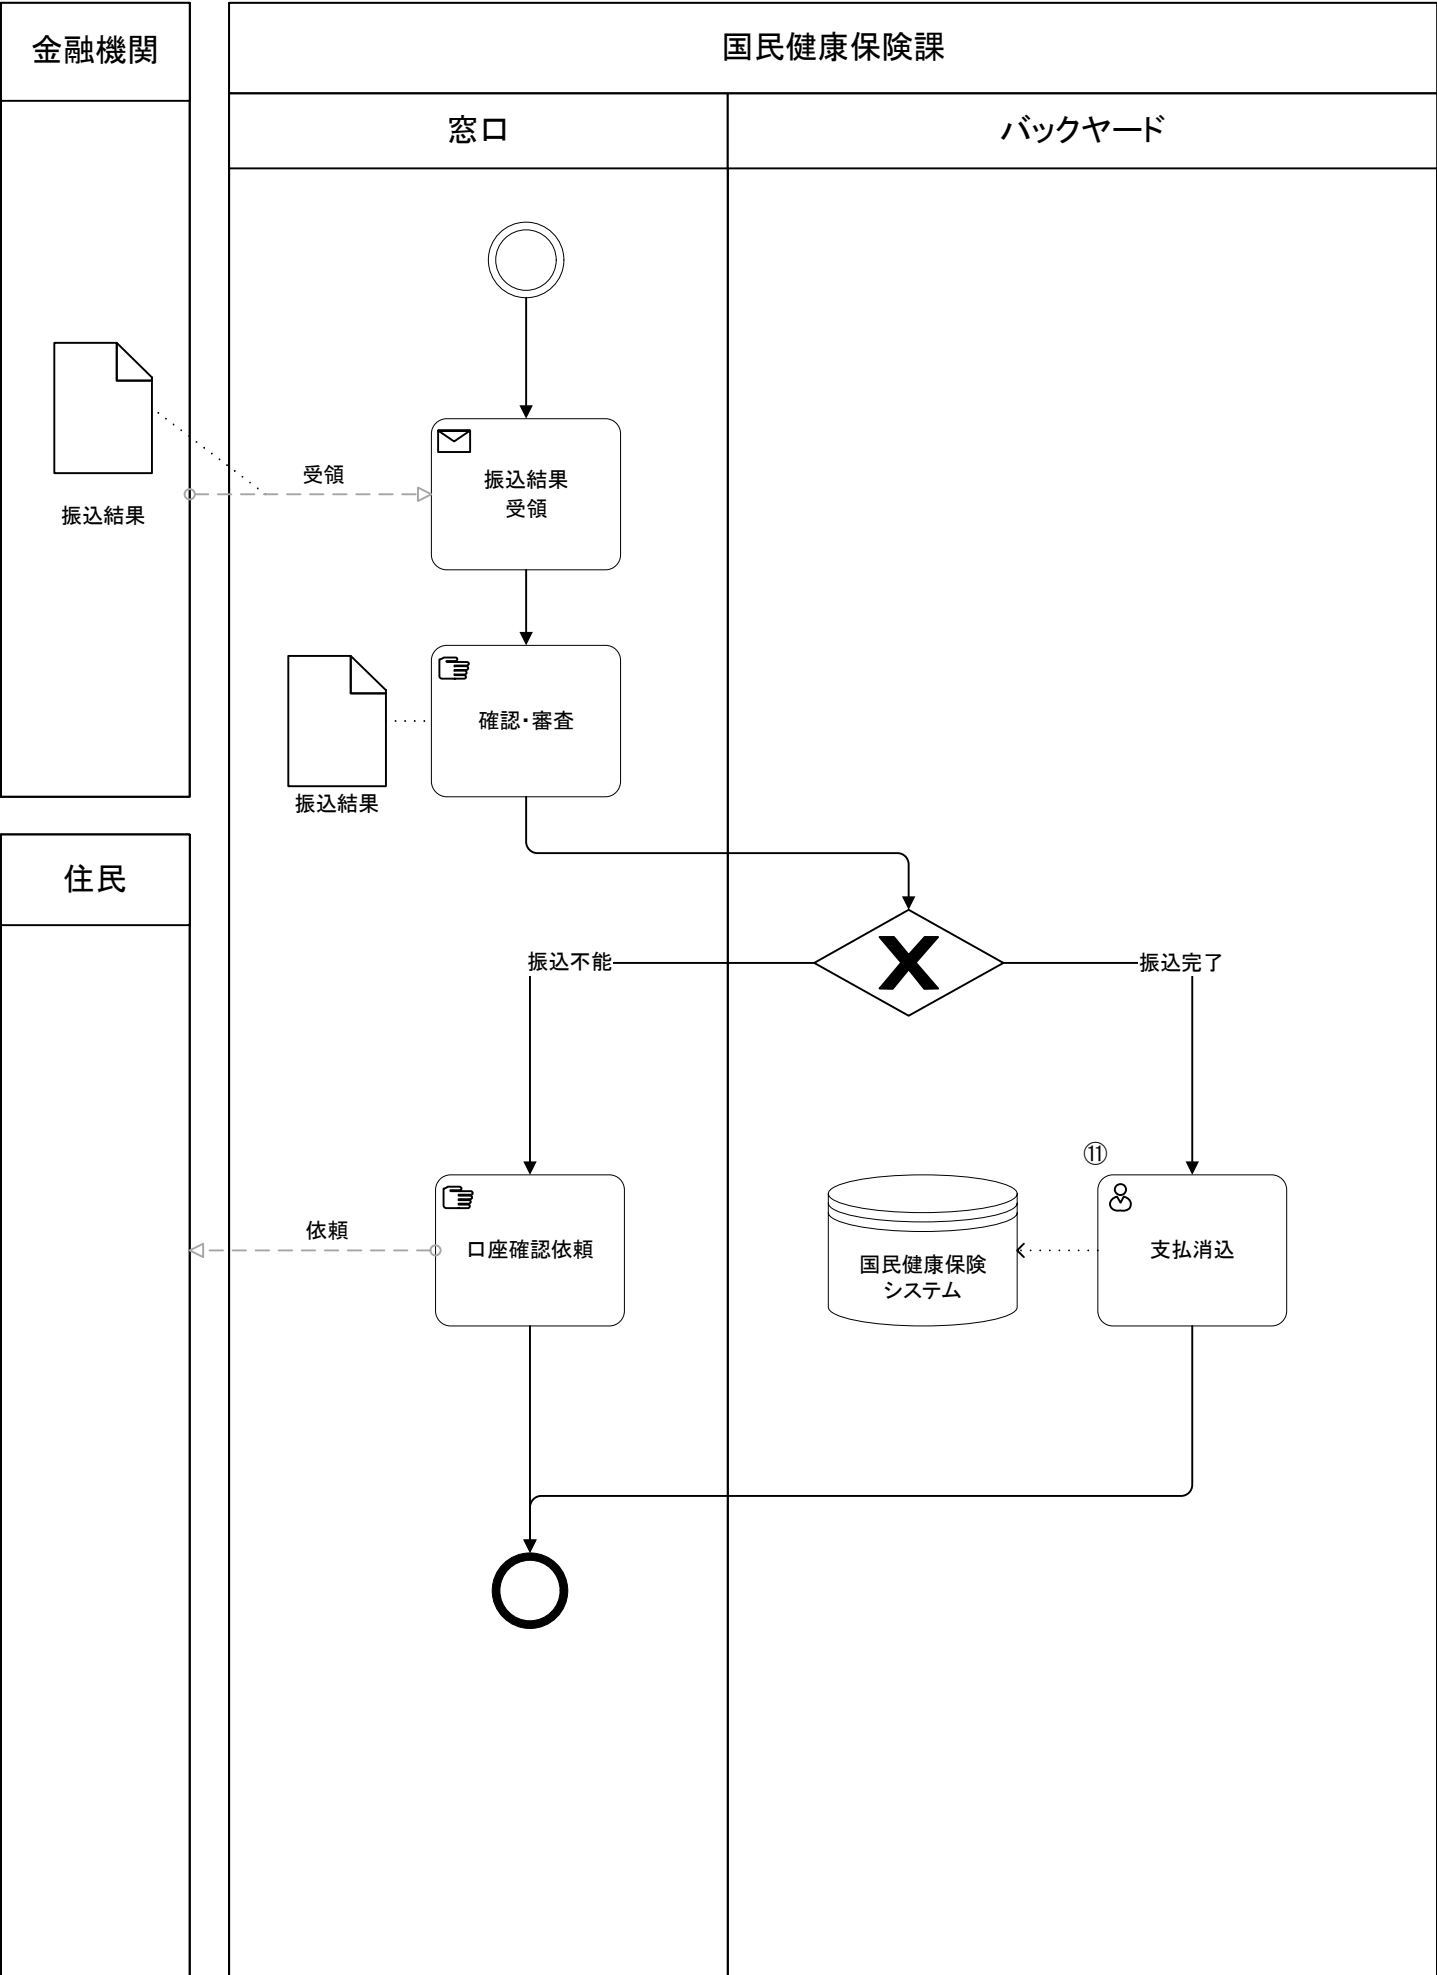 金融機関
国民健康保険課
窓口
バックヤード
受領
振込結果
振込結果
受領
確認・審査
振込結果
住民
振込不能
振込完了
⑪
依頼
口座確認依頼
国民健康保険
システム
支払消込